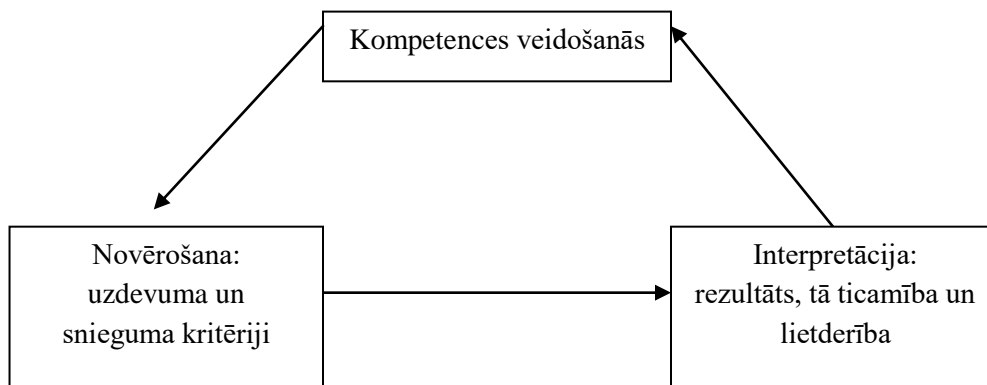 Kompetences veidošanās
Novērošana:
uzdevuma un
snieguma kritēriji
Interpretācija:
rezultāts, tā ticamība un
lietderība